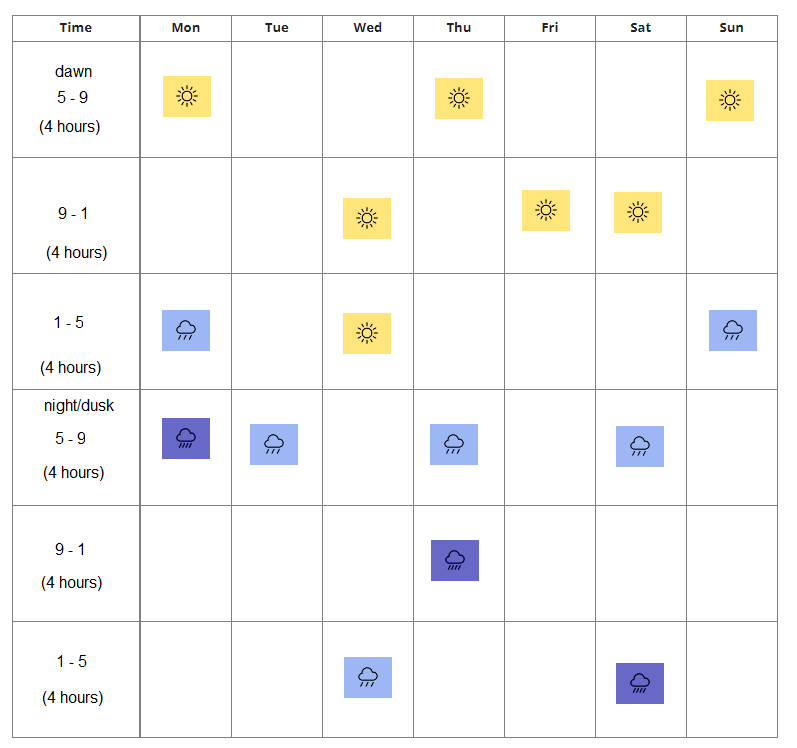 Time Mon Tue Wed Thu Fri Sat Sun
dawn
5 - 9
(4 hours)
9 - 1
(4 hours)
1 - 5
(4 hours)
night/dusk
5 - 9
(4 hours)
9 - 1
(4 hours)
1 - 5
(4 hours)